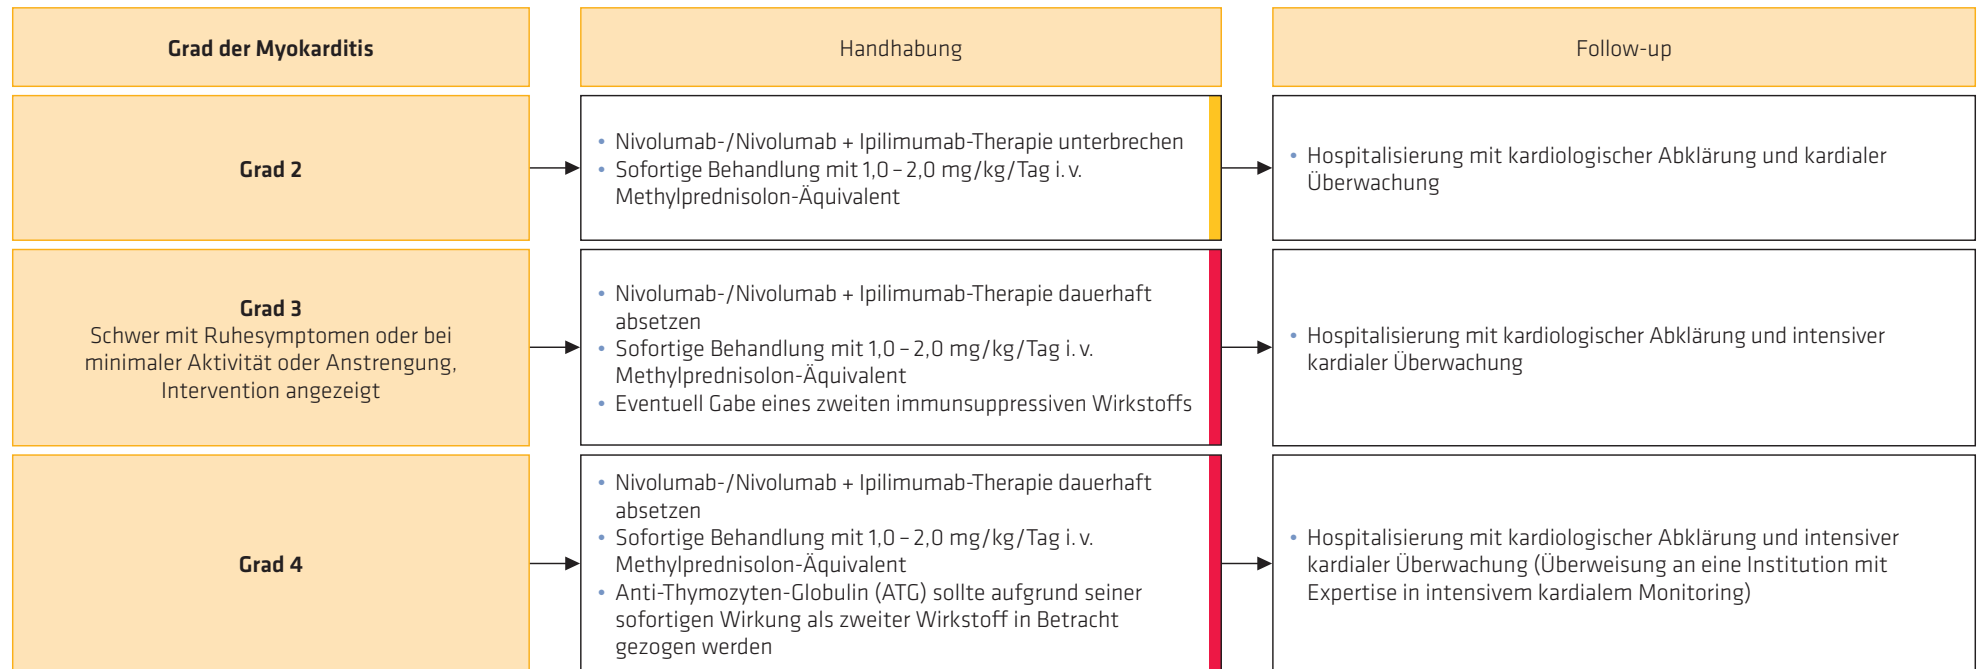 Grad der Myokarditis
Handhabung
Follow-up
Grad 2
• Nivolumab-/Nivolumab + Ipilimumab-Therapie unterbrechen
• Sofortige Behandlung mit 1,0 – 2,0 mg/kg/Tag i. v.
Methylprednisolon-Äquivalent
• Hospitalisierung mit kardiologischer Abklärung und kardialer
Überwachung
Grad 3
Schwer mit Ruhesymptomen oder bei
minimaler Aktivität oder Anstrengung,
Intervention angezeigt
• Nivolumab-/Nivolumab + Ipilimumab-Therapie dauerhaft
absetzen
• Sofortige Behandlung mit 1,0 – 2,0 mg/kg/Tag i. v.
Methylprednisolon-Äquivalent
• Eventuell Gabe eines zweiten immunsuppressiven Wirkstoffs
• Hospitalisierung mit kardiologischer Abklärung und intensiver
kardialer Überwachung
Grad 4
• Nivolumab-/Nivolumab + Ipilimumab-Therapie dauerhaft
absetzen
• Sofortige Behandlung mit 1,0 – 2,0 mg/kg/Tag i. v.
Methylprednisolon-Äquivalent
• Anti-Thymozyten-Globulin (ATG) sollte aufgrund seiner
sofortigen Wirkung als zweiter Wirkstoff in Betracht
gezogen werden
• Hospitalisierung mit kardiologischer Abklärung und intensiver
kardialer Überwachung (Überweisung an eine Institution mit
Expertise in intensivem kardialem Monitoring)